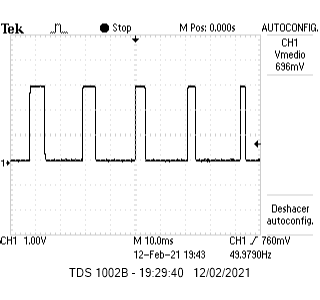 Tek Stop M Pos: 0.000s AUTOCONFIG.
CH1
Vmedio
696mV
1
Deshacer
autoconfig.
CH1 1.00V M 10.0ms CH1 760mV
12-Feb-21 19:43 49.9790Hz
TDS 1002B - 19:29:40 12/02/2021